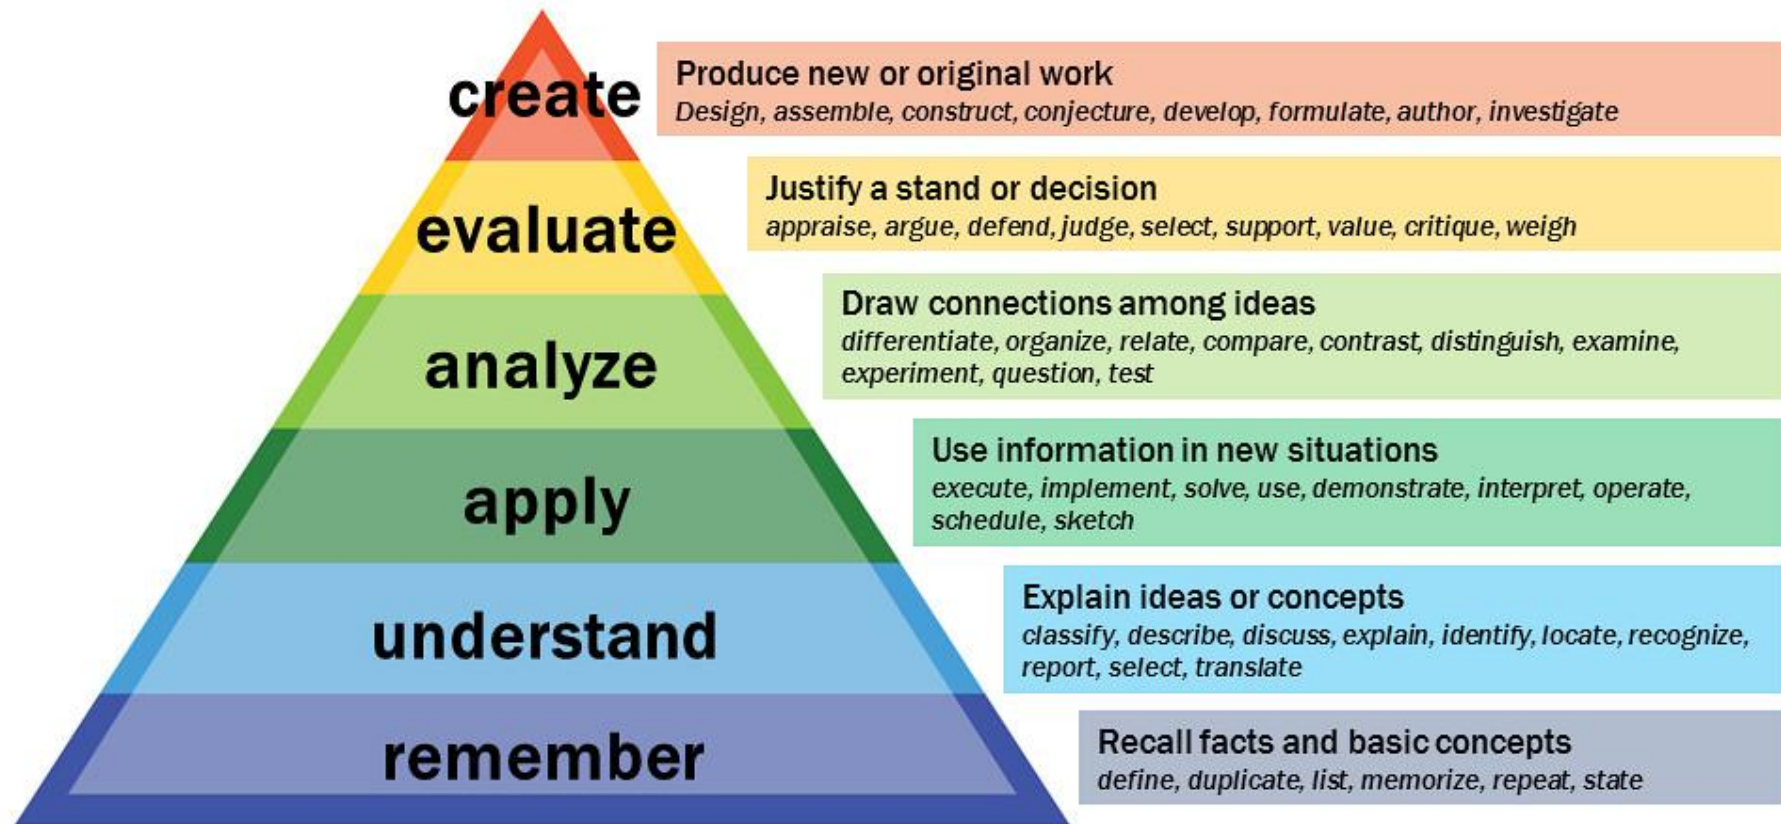 create
Produce new or original work
Design, assemble, construct, conjecture, develop, formulate, author, investigate
evaluate
Justify a stand or decision
appraise, argue, defend, judge, select, support, value, critique, weigh
analyze
Draw connections among ideas
differentiate, organize, relate, compare, contrast, distinguish, examine,
experiment, question, test
apply
Use information in new situations
execute, implement, solve, use, demonstrate, interpret, operate,
schedule, sketch
understand
Explain ideas or concepts
classify, describe, discuss, explain, identify, locate, recognize,
report, select, translate
remember
Recall facts and basic concepts
define, duplicate, list, memorize, repeat, state